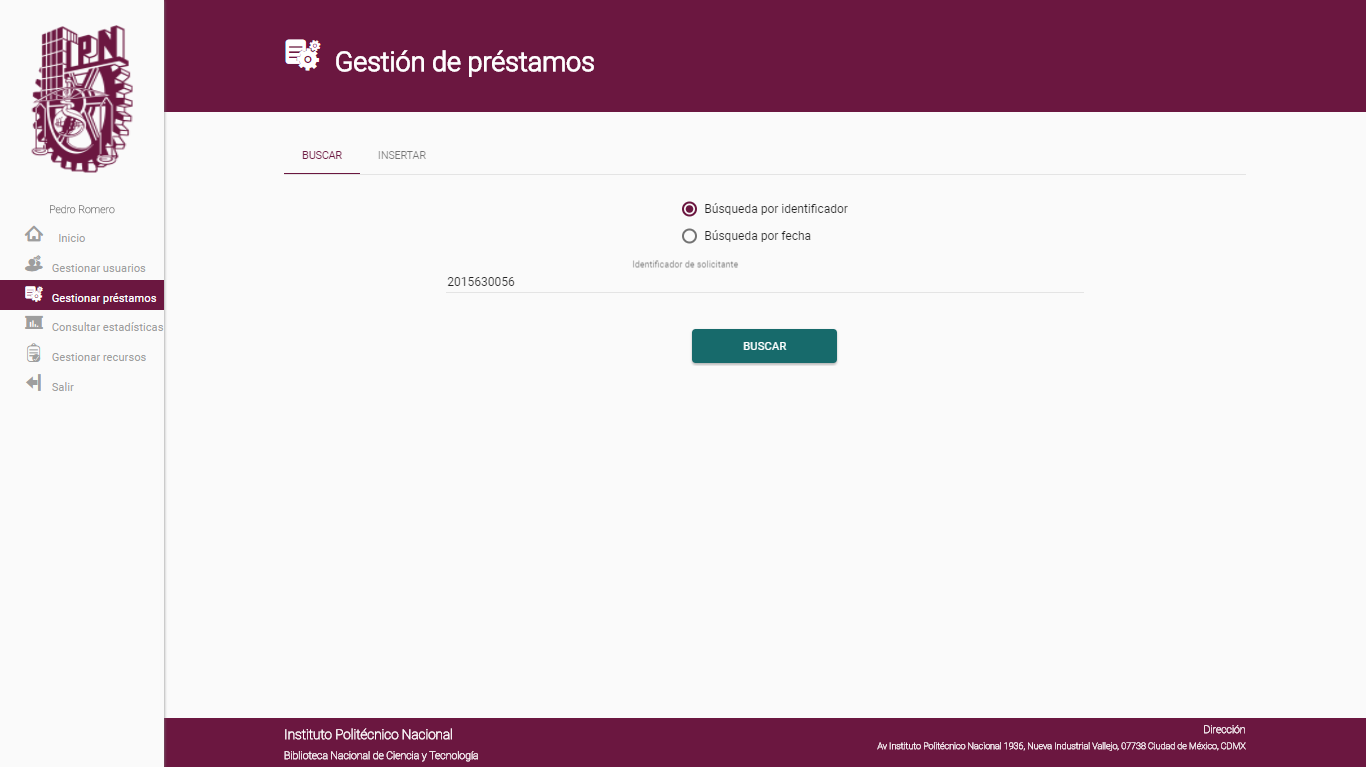 IPN
Pedro Romero
Inicio
Gestionar usuarios
Gestionar préstamos
Consultar estadísticas
Gestionar recursos
Salir
Gestión de préstamos
BUSCAR INSERTAR
Búsqueda por identificador
Búsqueda por fecha
Identificador de solicitante
2015630056
BUSCAR
Instituto Politécnico Nacional
Biblioteca Nacional de Ciencia y Tecnología
Dirección
Av Instituto Politécnico Nacional 1936, Nueva Industrial Vallejo, 07738 Ciudad de México, CDMX